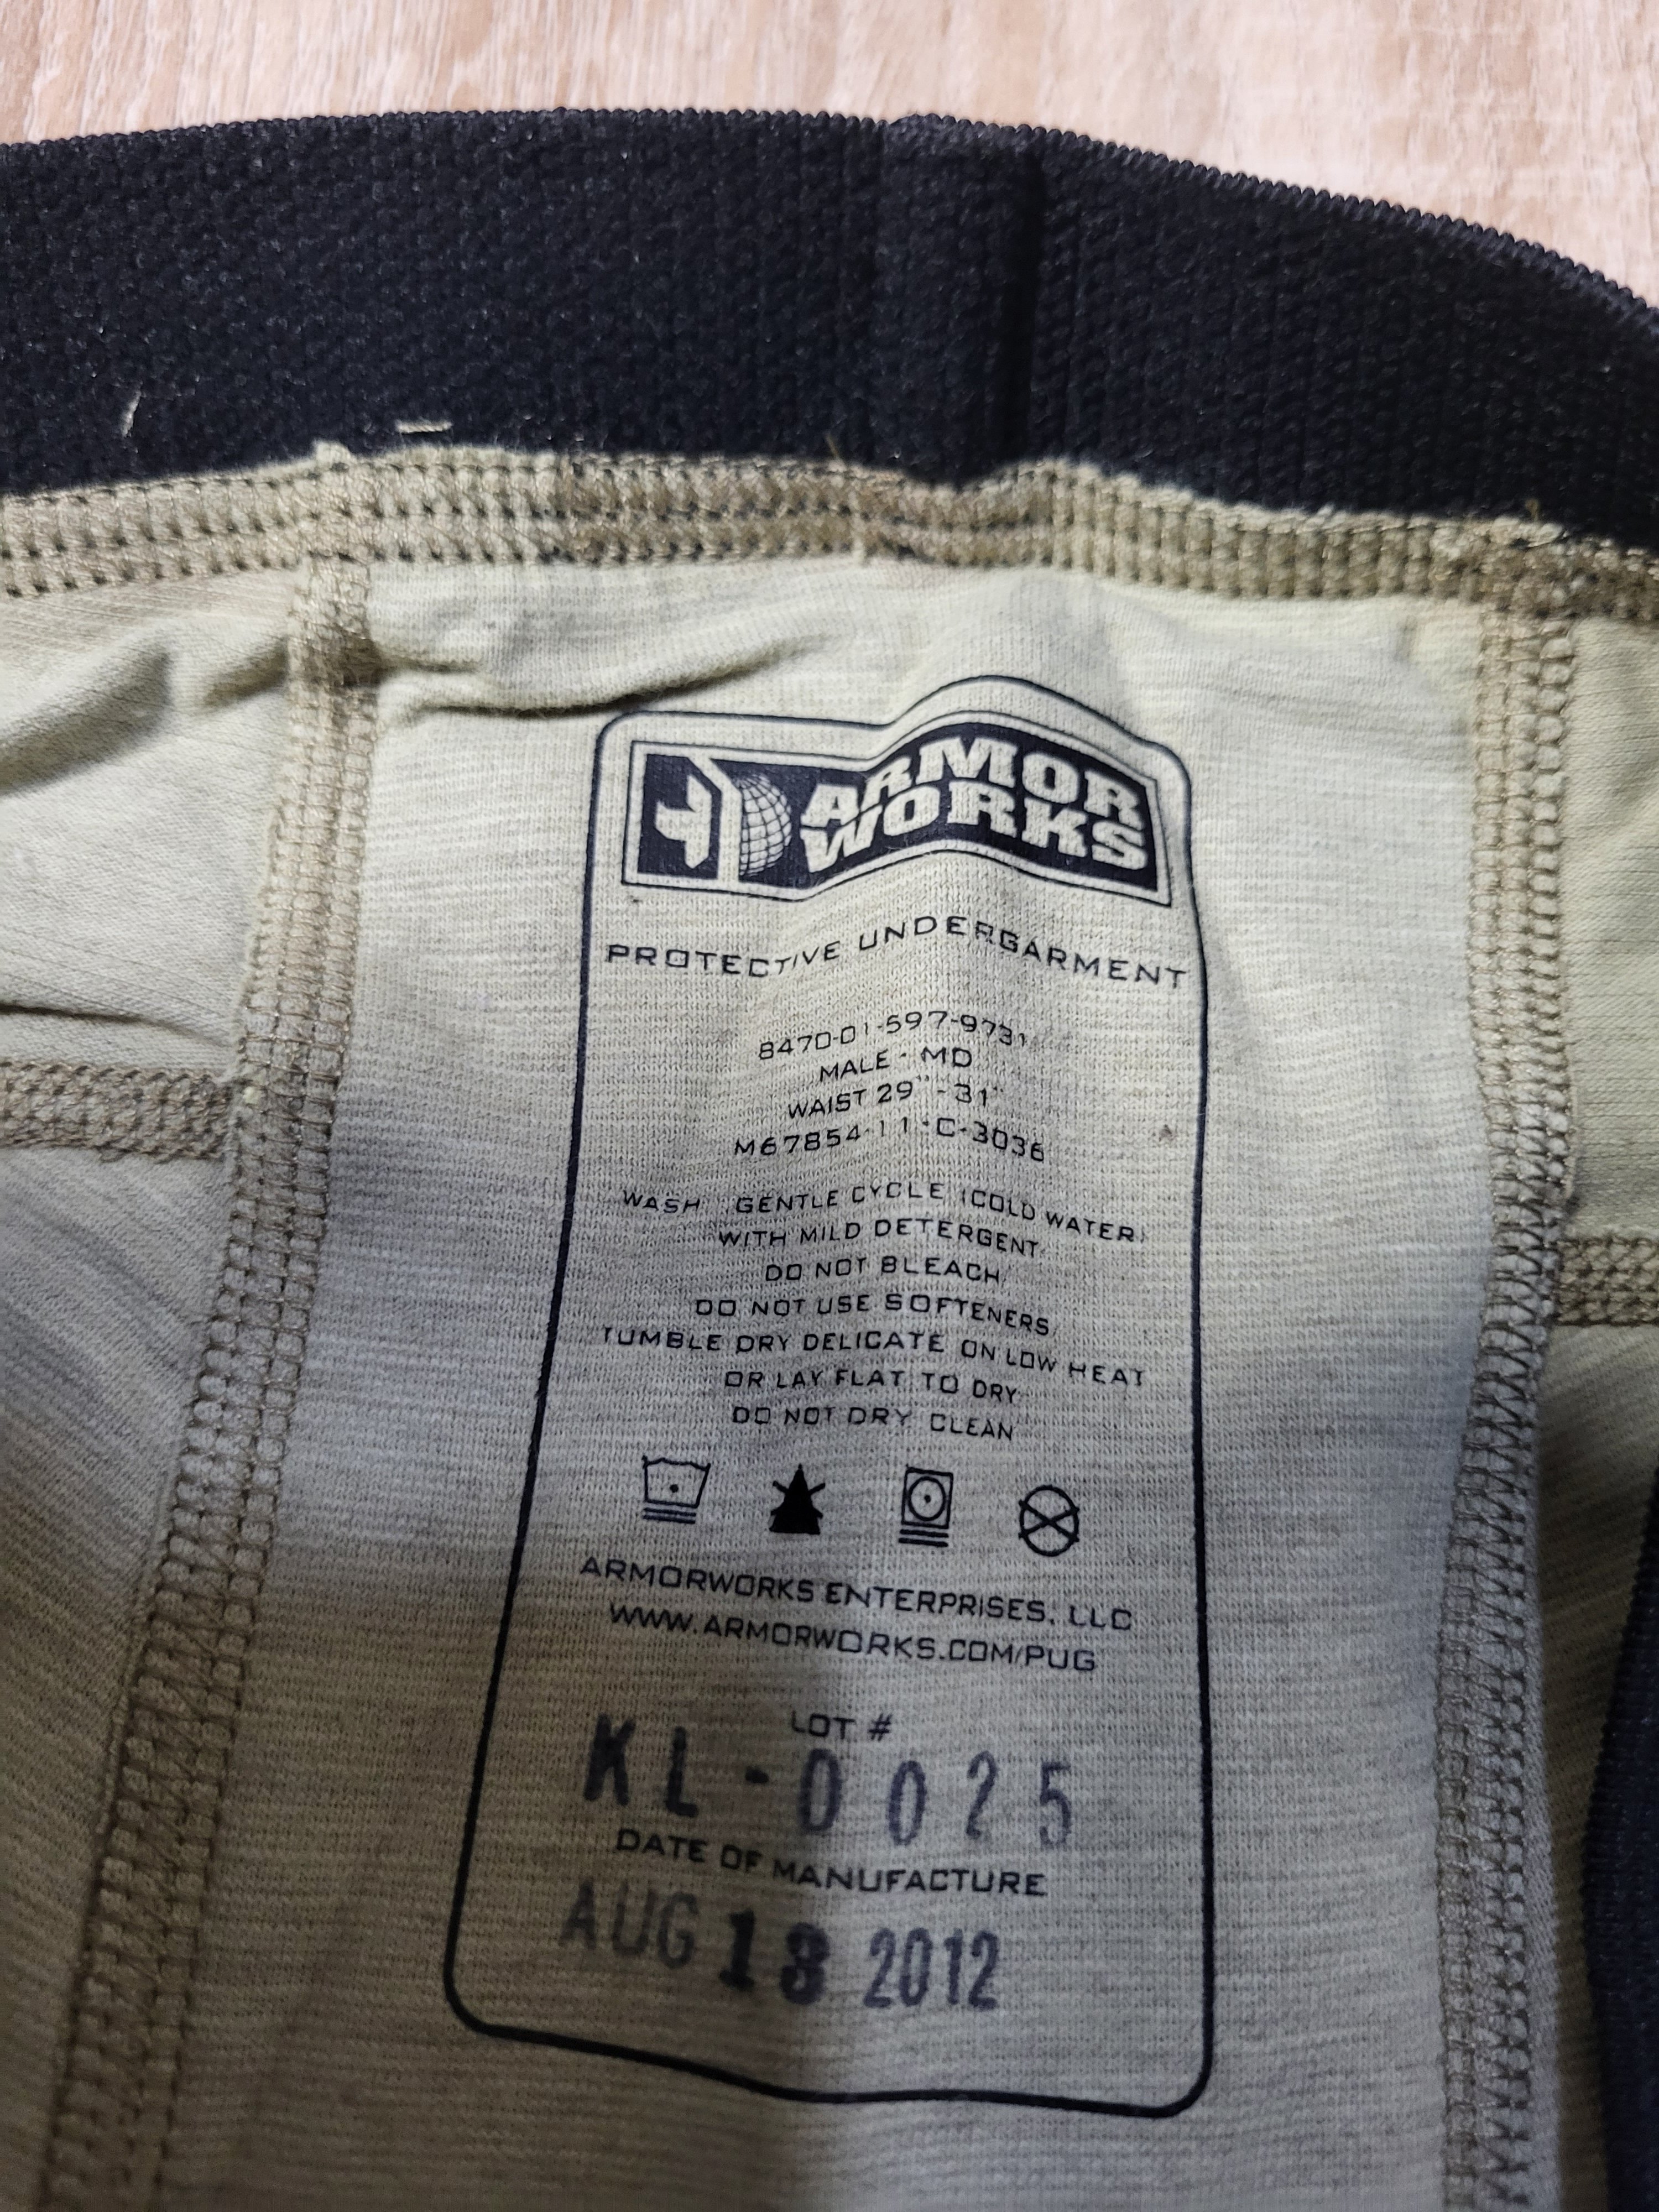 ARMOR
WORKS
PROTECTIVE UNDERGARMENT
8470-01-597-9731
MALE - MD
WAIST 29" - 31"
M67854-11-C-3036
WASH : GENTLE CYCLE (COLD WATER)
WITH MILD DETERGENT,
DO NOT BLEACH,
DO NOT USE SOFTENERS,
TUMBLE DRY DELICATE ON LOW HEAT
OR LAY FLAT TO DRY
DO NOT DRY CLEAN
ARMORWORKS ENTERPRISES, LLC
WWW.ARMORWORKS.COM/PUG
LOT #
KL-0025
DATE OF MANUFACTURE
AUG 13 2012